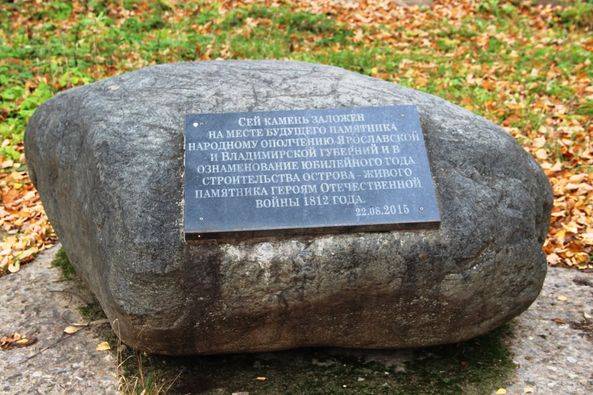 Сей камень заложен
на месте будущего памятника
народному ополчению Ярославской
и Владимирской губерний и в
ознаменование юбилейного года
строительства острова - живого
памятника героям Отечественной
войны 1812 года.
22.08.2015